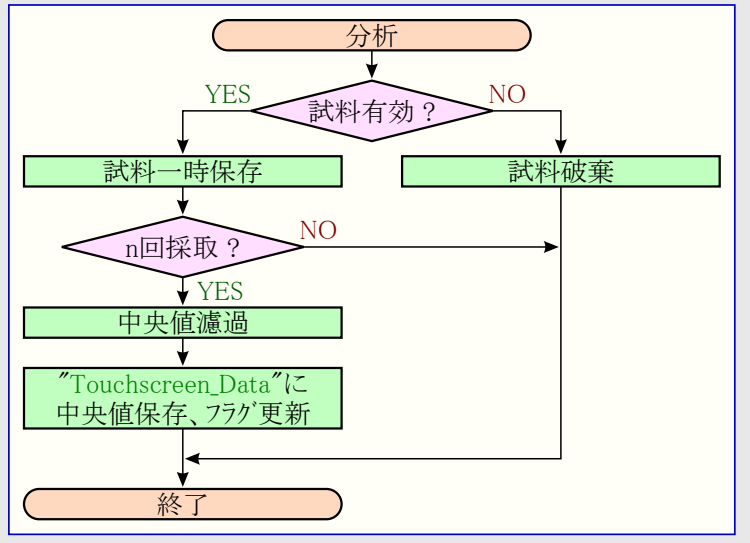 分析
試料有効？
YES
NO
試料一時保存
試料破棄
n回採取？
NO
YES
中央値濾過
"Touchscreen_Data"に
中央値保存、ﾌﾗｸﾞ更新
終了